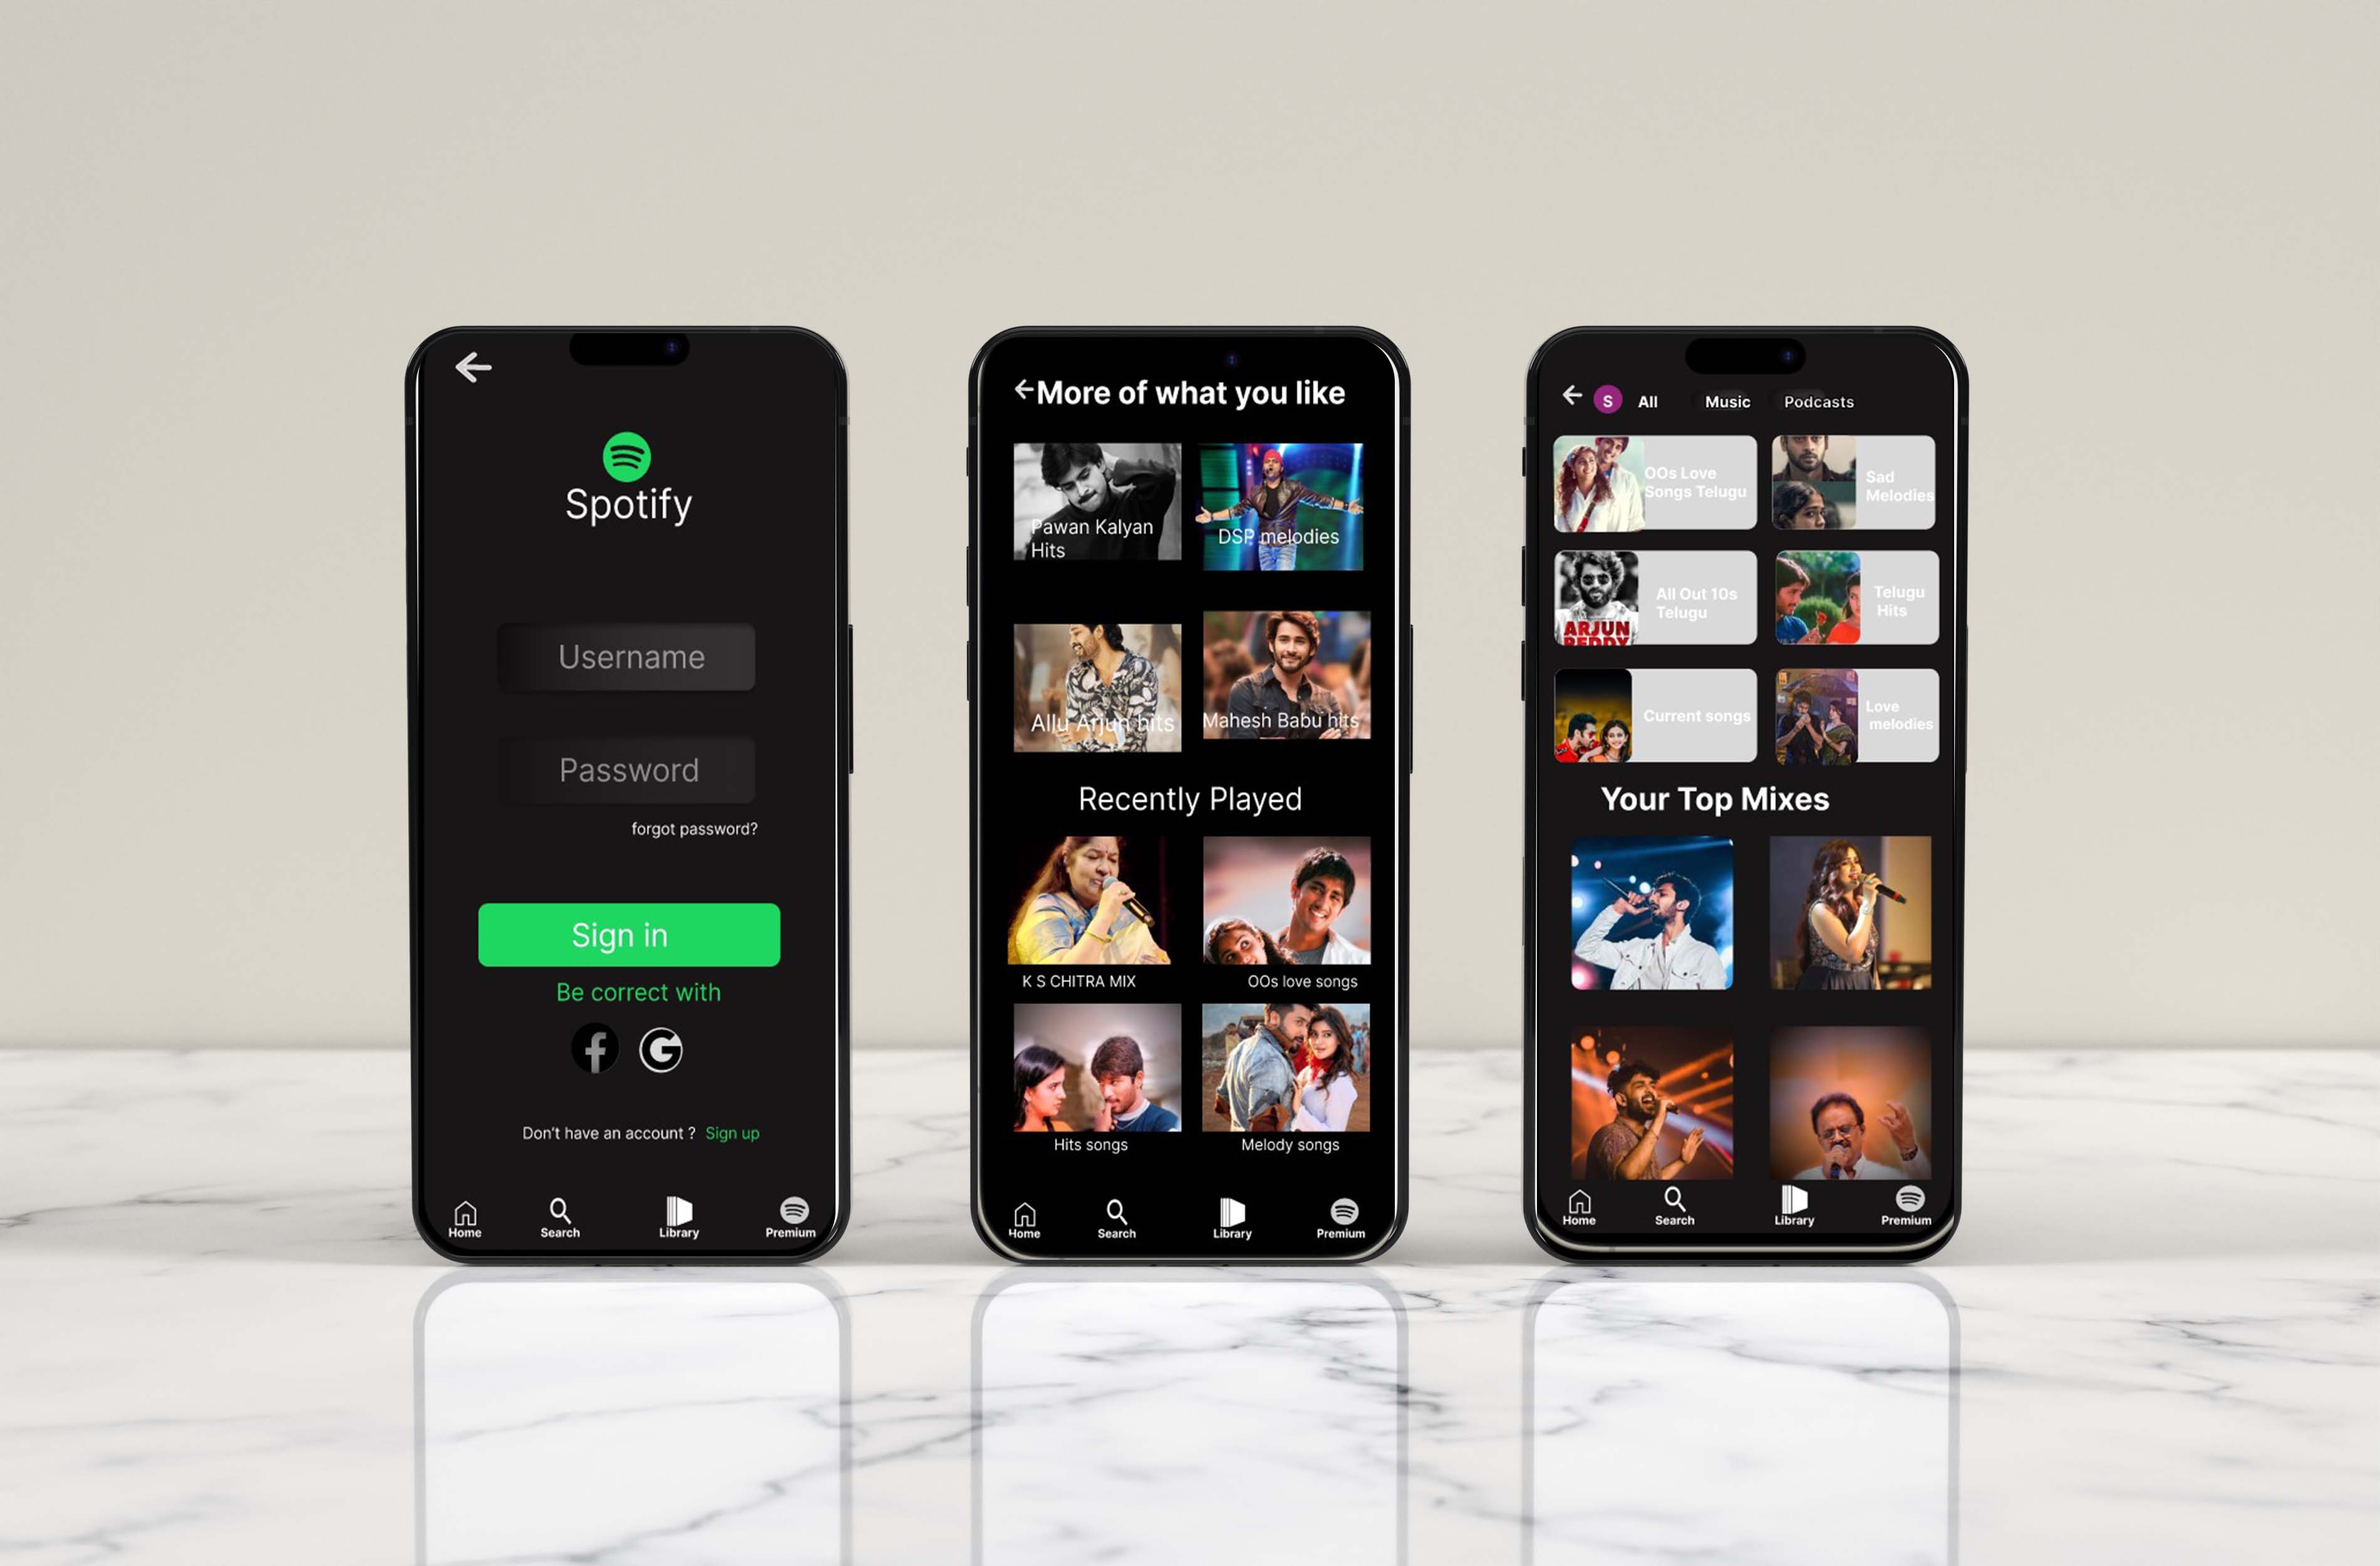 Spotify
Username
Password
forgot password?
Sign in
Be correct with
Don't have an account ? Sign up
Home
Search
Library
Premium
More of what you like
Pawan Kalyan
Hits
DSP melodies
Allu Arjun hits
Mahesh Babu hits
Recently Played
K S CHITRA MIX
OOs love songs
Hits songs
Melody songs
Home
Search
Library
Premium
S
All
Music
Podcasts
OOs Love
Songs Telugu
Sad
Melodies
ARJUN
REDDY
All Out 10s
Telugu
Telugu
Hits
Current songs
Love
melodies
Your Top Mixes
Home
Search
Library
Premium